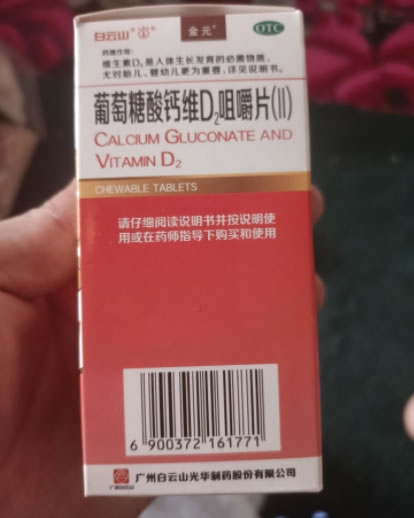 白云山® 金元® OTC
药理作用:
维生素D₂是人体生长发育的必需物质,
尤对胎儿、婴幼儿更为重要,详见说明书。
葡萄糖酸钙维D₂咀嚼片(II)
CALCIUM GLUCONATE AND
VITAMIN D₂
CHEWABLE TABLETS
请仔细阅读说明书并按说明使
用或在药师指导下购买和使用
6 900372 161771
广州白云山光华制药股份有限公司